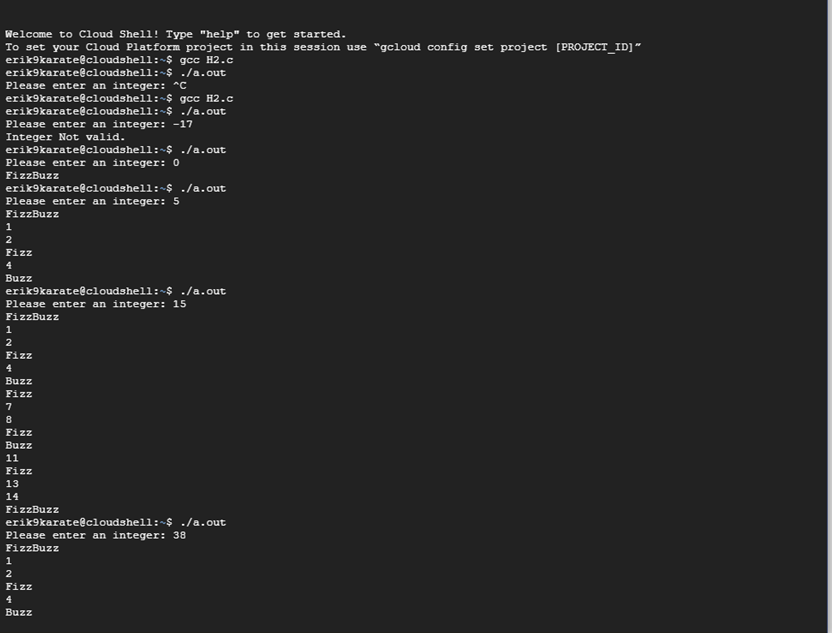 Welcome to Cloud Shell! Type "help" to get started.
To set your Cloud Platform project in this session use “gcloud config set project [PROJECT_ID]”
erik9karate@cloudshell:~$ gcc H2.c
erik9karate@cloudshell:~$ ./a.out
Please enter an integer: ^C
erik9karate@cloudshell:~$ gcc H2.c
erik9karate@cloudshell:~$ ./a.out
Please enter an integer: -17
Integer Not valid.
erik9karate@cloudshell:~$ ./a.out
Please enter an integer: 0
FizzBuzz
erik9karate@cloudshell:~$ ./a.out
Please enter an integer: 5
FizzBuzz
1
2
Fizz
4
Buzz
erik9karate@cloudshell:~$ ./a.out
Please enter an integer: 15
FizzBuzz
1
2
Fizz
4
Buzz
Fizz
7
8
Fizz
Buzz
11
Fizz
13
14
FizzBuzz
erik9karate@cloudshell:~$ ./a.out
Please enter an integer: 38
FizzBuzz
1
2
Fizz
4
Buzz